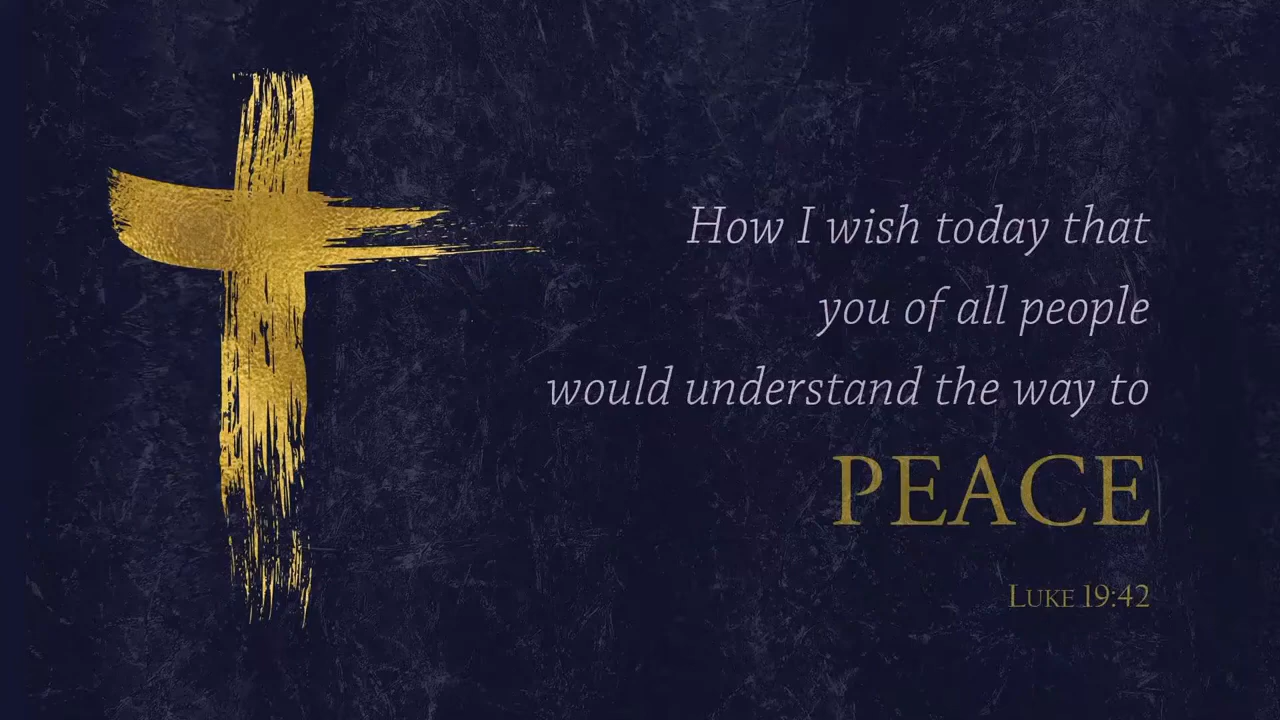 How I wish today that
you of all people
would understand the way to
PEACE
LUKE 19:42